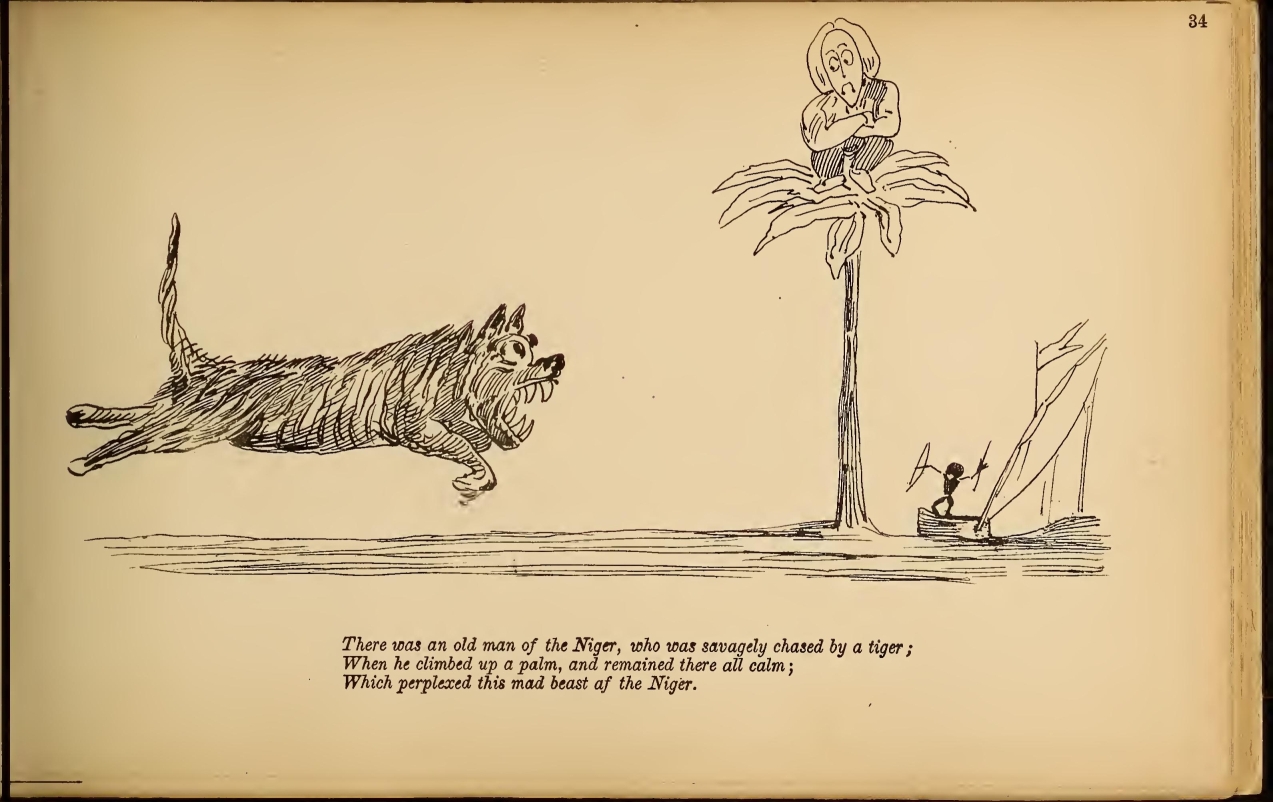 34
There was an old man of the Niger, who was savagely chased by a tiger;
When he climbed up a palm, and remained there all calm;
Which perplexed this mad beast af the Niger.